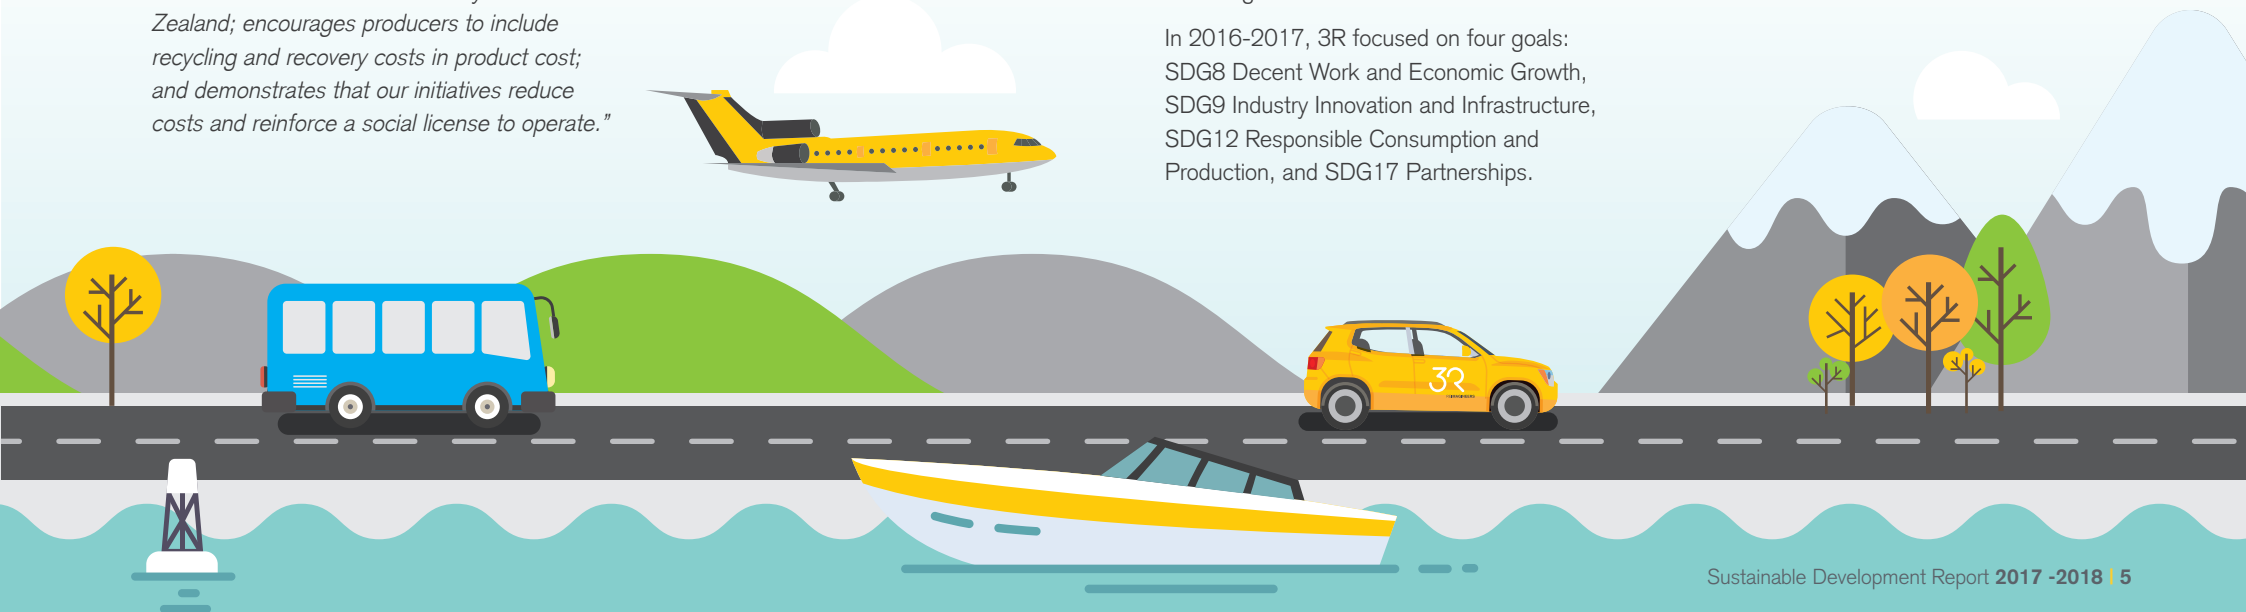 Zealand; encourages producers to include
recycling and recovery costs in product cost;
and demonstrates that our initiatives reduce
costs and reinforce a social license to operate.”
In 2016-2017, 3R focused on four goals:
SDG8 Decent Work and Economic Growth,
SDG9 Industry Innovation and Infrastructure,
SDG12 Responsible Consumption and
Production, and SDG17 Partnerships.
3R
Sustainable Development Report 2017 -2018 | 5